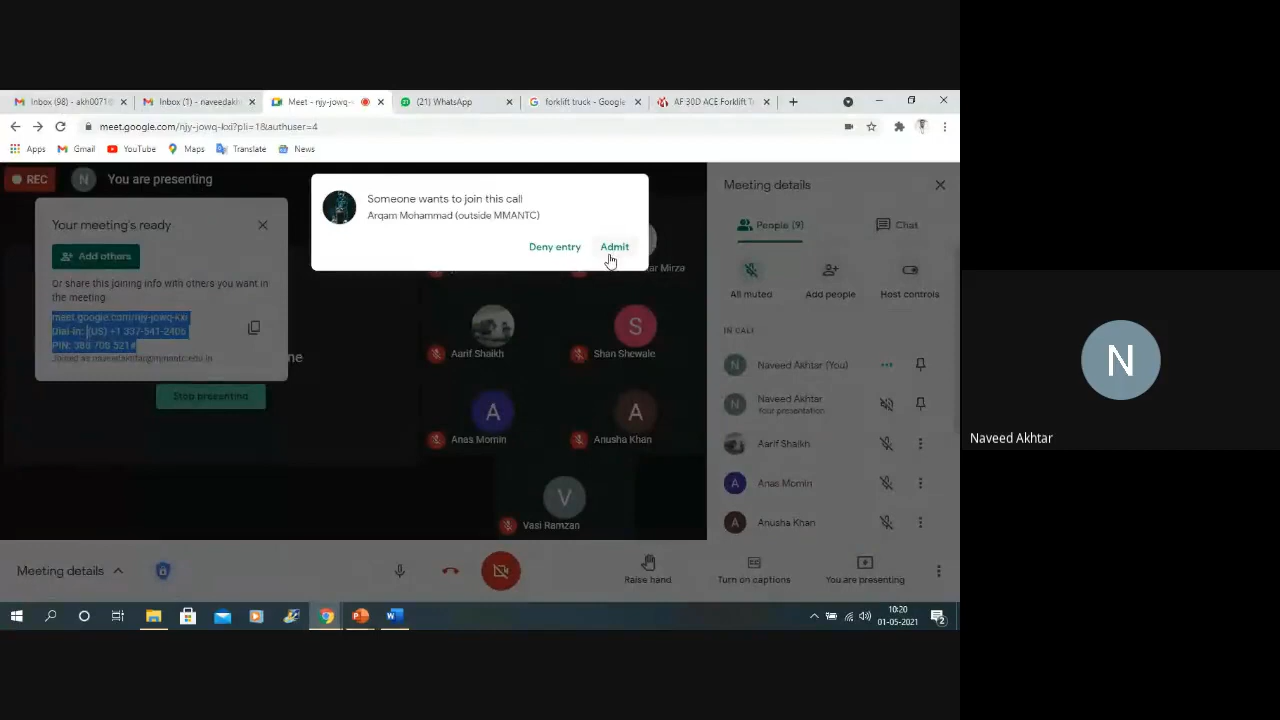 Inbox (98) - akh0071@
Inbox (1) - naveedakh
Meet - njy-jowq-
(21) WhatsApp
forklift truck - Google
AF 30D ACE Forklift T
meet.google.com/njy-jowq-kxi?pli=1&authuser=4
Apps
Gmail
YouTube
Maps
Translate
News
REC
N
You are presenting
Someone wants to join this call
Arqam Mohammad (outside MMANTC)
Deny entry
Admit
Meeting details
People (9)
Chat
Your meeting's ready
Add others
Or share this joining info with others you want in
the meeting
meet.google.com/njy-jowq-kxi
Dial-in: (US) +1 337-541-2406
PIN: 388 708 521#
Stop presenting
ar Mirza
Aarif Shaikh
S
Shan Shewale
A
Anas Momin
A
Anusha Khan
V
Vasi Ramzan
All muted
Add people
Host controls
IN CALL
N
Naveed Akhtar (You)
N
Naveed Akhtar
Your presentation
Aarif Shaikh
A
Anas Momin
A
Anusha Khan
Meeting details
Raise hand
Turn on captions
You are presenting
10:20
01-05-2021
2
N
Naveed Akhtar